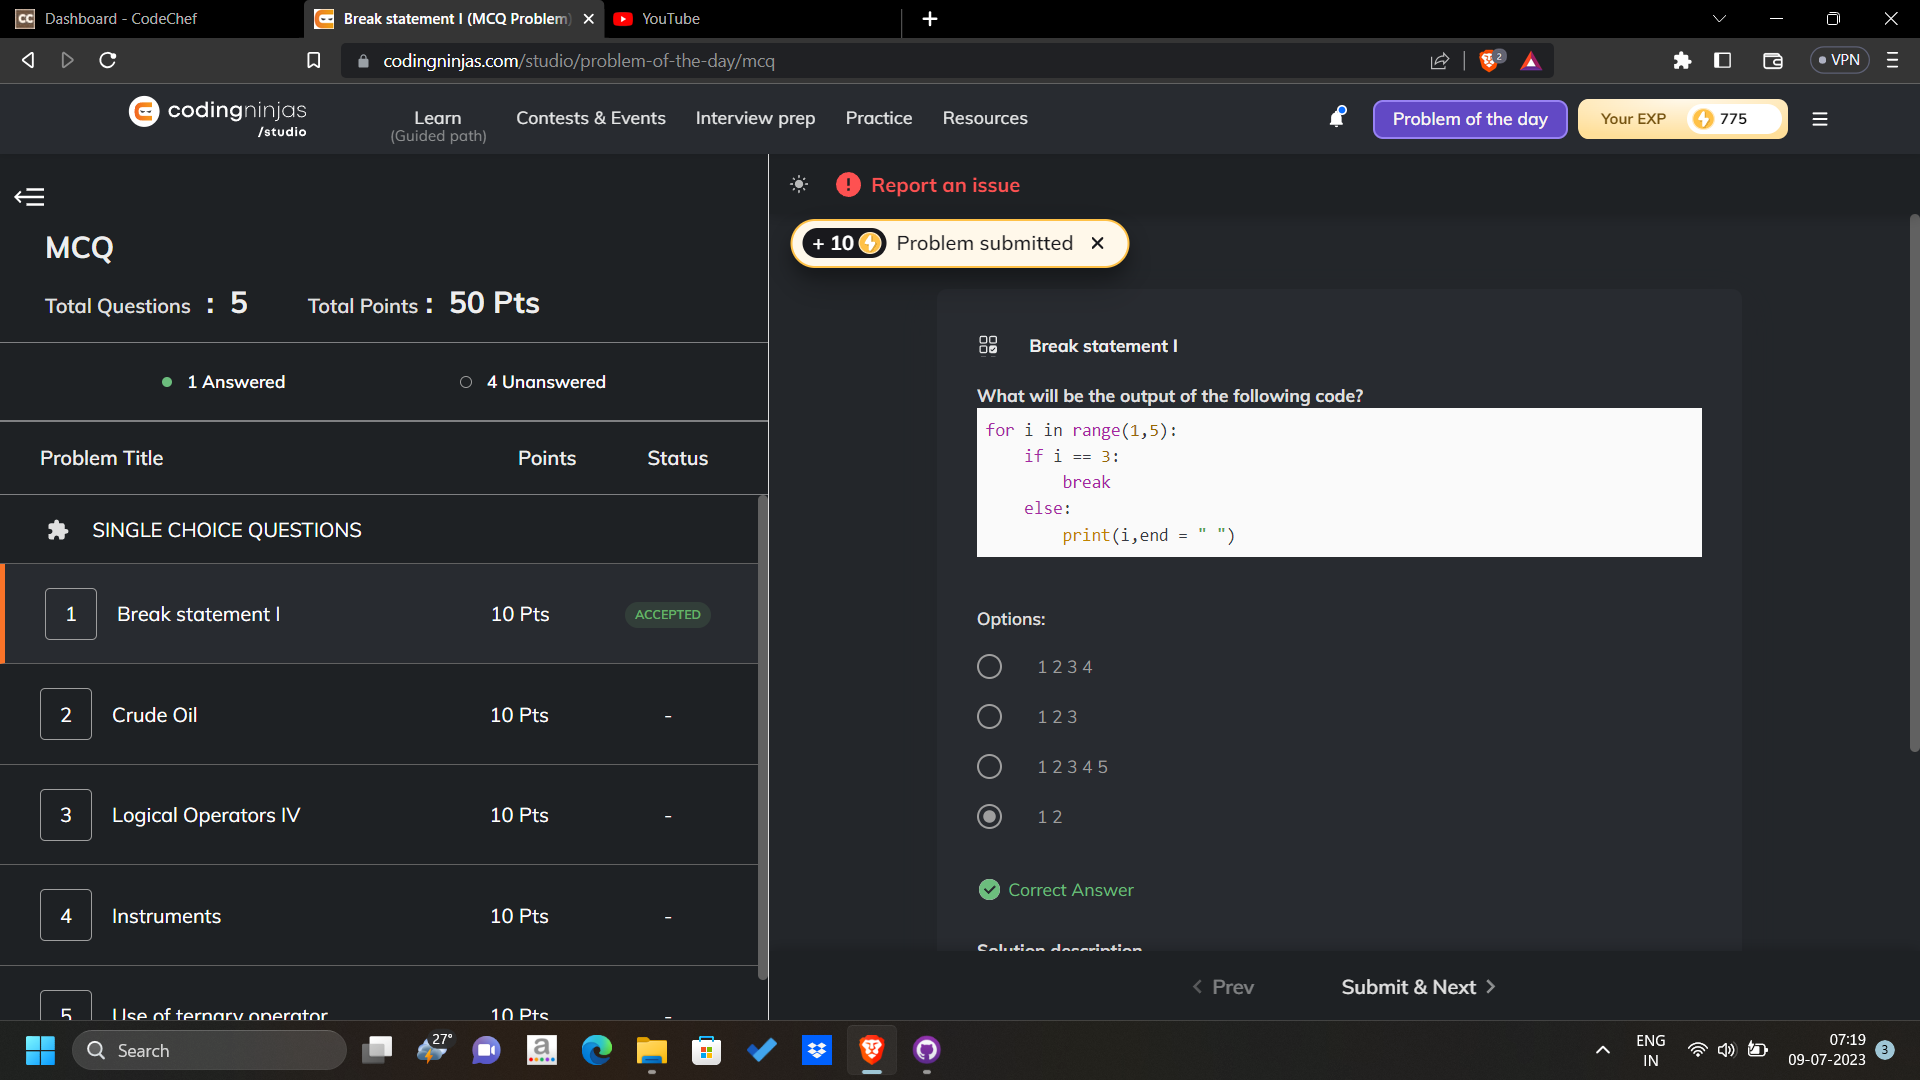 Dashboard - CodeChef
Break statement I (MCQ Problem)
YouTube
codingninjas.com/studio/problem-of-the-day/mcq
2
VPN
codingninjas
/studio
Learn
(Guided path)
Contests & Events
Interview prep
Practice
Resources
Problem of the day
Your EXP
775
MCQ
Total Questions : 5
Total Points : 50 Pts
1 Answered
4 Unanswered
Problem Title
Points
Status
SINGLE CHOICE QUESTIONS
1
Break statement I
10 Pts
ACCEPTED
2
Crude Oil
10 Pts
-
3
Logical Operators IV
10 Pts
-
4
Instruments
10 Pts
-
5
Use of ternary operator
10 Pts
-
Report an issue
+ 10
Problem submitted
Break statement I
What will be the output of the following code?
for i in range(1,5):
    if i == 3:
        break
    else:
        print(i,end = " ")
Options:
1 2 3 4
1 2 3
1 2 3 4 5
1 2
Correct Answer
Solution description
Prev
Submit & Next
Search
27°
ENG
IN
07:19
09-07-2023
3